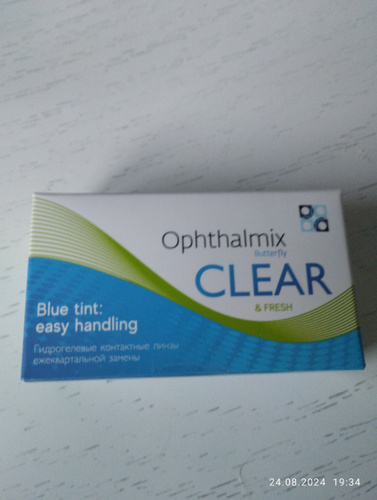 Ophthalmix
Butterfly
CLEAR
& FRESH
Blue tint:
easy handling
Гидрогелевые контактные линзы
ежеквартальной замены
24.08.2024 19:34